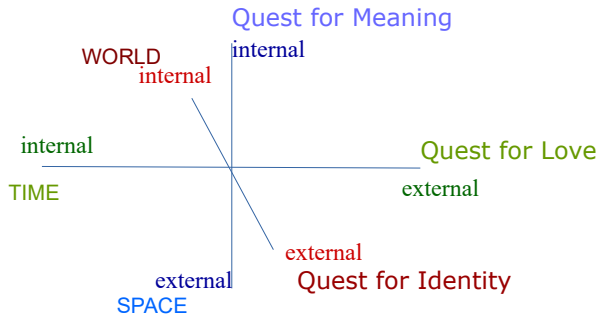 Quest for Meaning
internal
WORLD
internal
internal
Quest for Love
TIME
external
external
external
Quest for Identity
SPACE